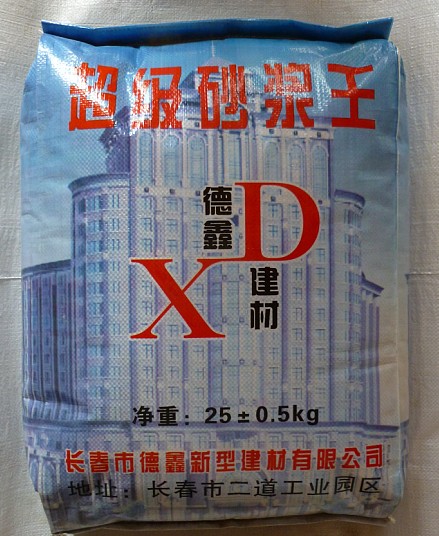 超级砂浆王
德鑫
XD
建材
净重：25±0.5kg
长春市德鑫新型建材有限公司
地址：长春市二道工业园区